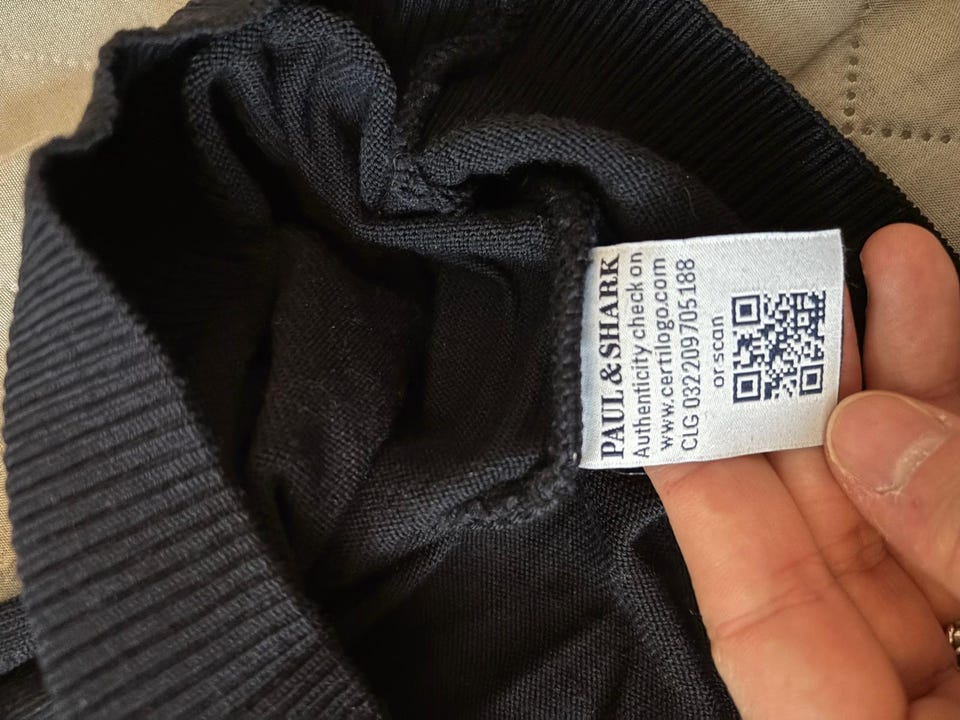 PAUL & SHARK
Authenticity check on
www.certilogo.com
CLG 032209705188
or scan